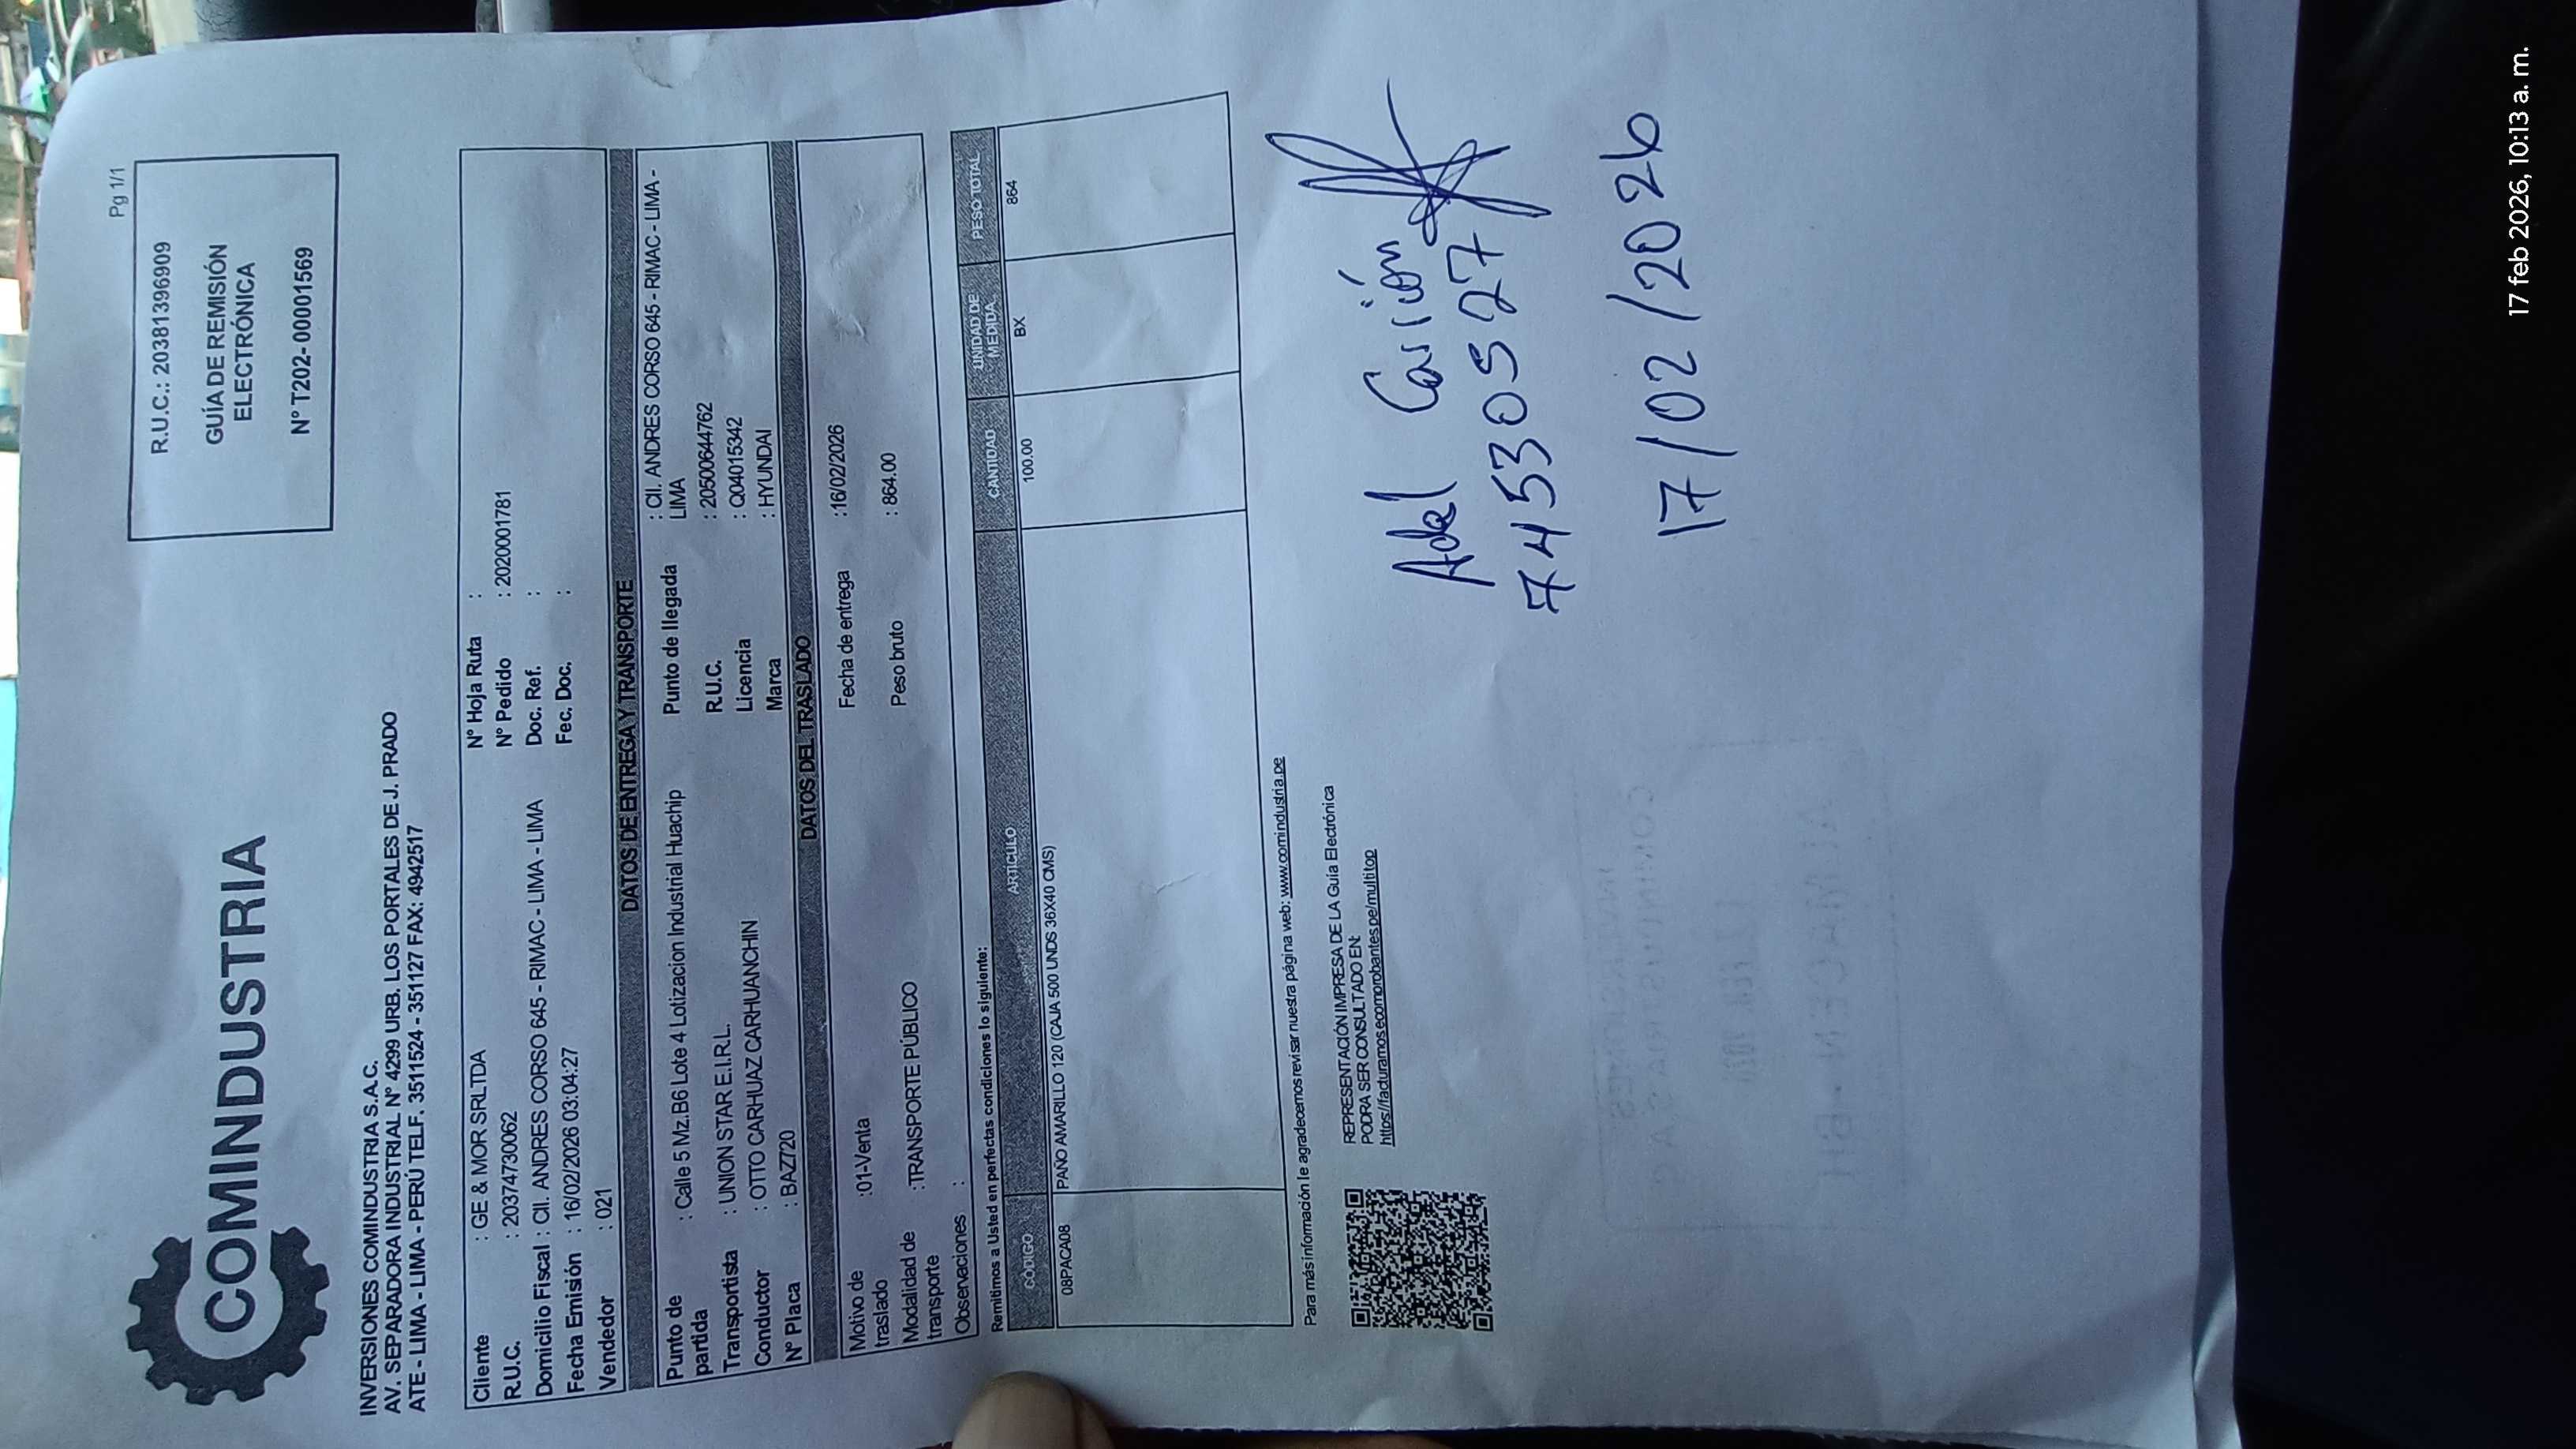 Pg 1/1
COMINDUSTRIA
R.U.C.: 20381396909
GUÍA DE REMISIÓN
ELECTRÓNICA
Nº T202-00001569
INVERSIONES COMINDUSTRIA S.A.C.
AV. SEPARADORA INDUSTRIAL Nº 4299 URB. LOS PORTALES DE J. PRADO
ATE - LIMA - LIMA - PERÚ TELF. 3511524 - 351127 FAX: 4942517
Cliente : GE & MOR SRLTDA Nº Hoja Ruta :
R.U.C. : 20374730062 Nº Pedido : 2020001781
Domicilio Fiscal : Cll. ANDRES CORSO 645 - RIMAC - LIMA - LIMA Doc. Ref. :
Fecha Emisión : 16/02/2026 03:04:27 Fec. Doc. :
Vendedor : 021
DATOS DE ENTREGA Y TRANSPORTE
Punto de partida : Calle 5 Mz.B6 Lote 4 Lotizacion Industrial Huachip Punto de llegada : Cll. ANDRES CORSO 645 - RIMAC - LIMA - LIMA
Transportista : UNION STAR E.I.R.L. R.U.C. : 20500644762
Conductor : OTTO CARHUAZ CARHUANCHIN Licencia : Q04015342
Nº Placa : BAZ720 Marca : HYUNDAI
DATOS DEL TRASLADO
Motivo de traslado :01-Venta Fecha de entrega :16/02/2026
Modalidad de transporte :TRANSPORTE PÚBLICO Peso bruto : 864.00
Observaciones :
Remitimos a Usted en perfectas condiciones lo siguiente:
CÓDIGO ARTÍCULO CANTIDAD UNIDAD DE MEDIDA PESO TOTAL
08PACA08 PAÑO AMARILLO 120 (CAJA 500 UNDS 36X40 CMS) 100.00 BX 864
Para más información le agradecemos revisar nuestra página web: www.comindustria.pe
REPRESENTACIÓN IMPRESA DE LA Guía Electrónica
PODRA SER CONSULTADO EN:
https://facturamosecomprobantes.pe/multitop
Adel
74530527
17/02/2026
17 feb 2026, 10:13 a. m.